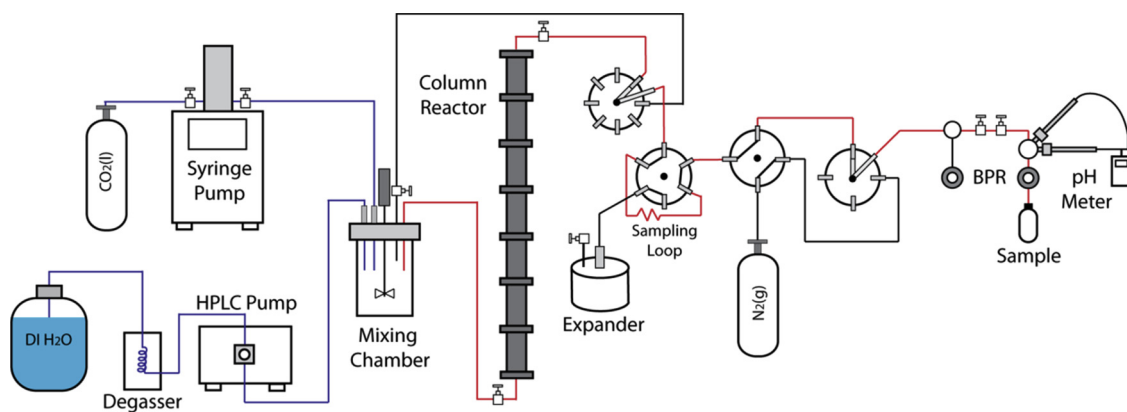 CO2(l)
Syringe
Pump
DI H2O
Degasser
HPLC Pump
Mixing
Chamber
Column
Reactor
Sampling
Loop
Expander
N2(g)
BPR
pH
Meter
Sample